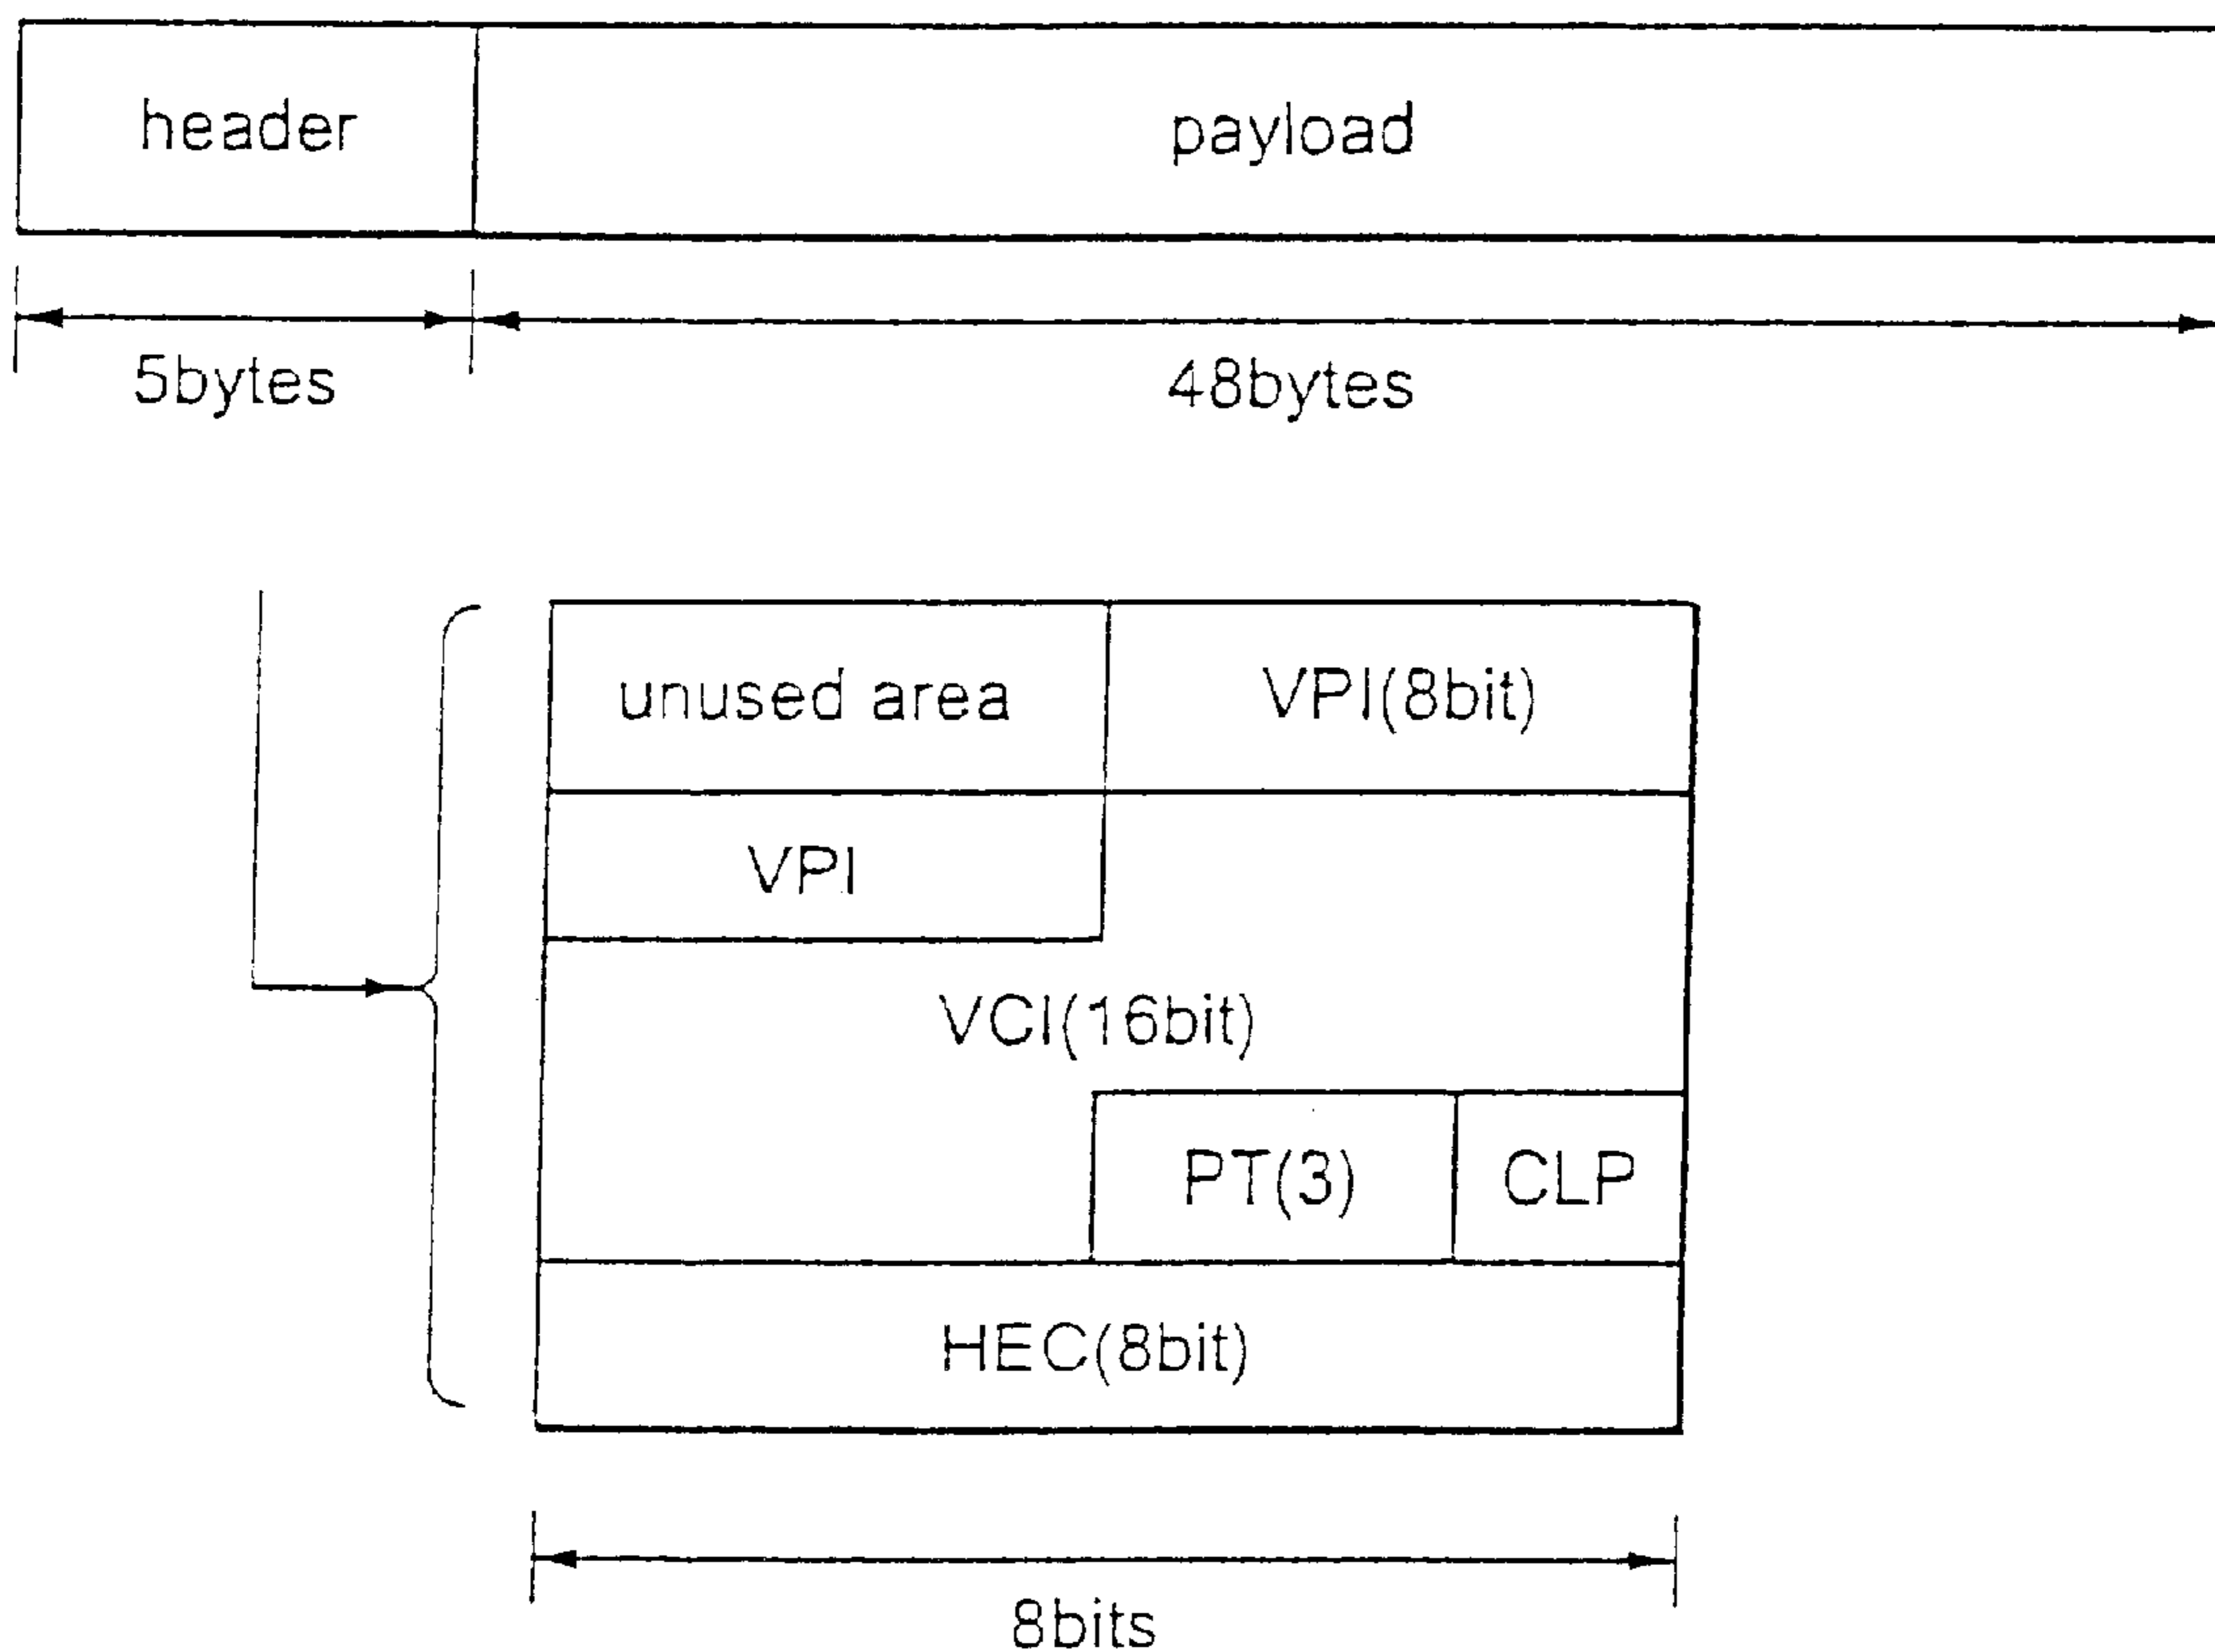 header payload
5bytes 48bytes
unused area VPI(8bit)
VPI
VCI(16bit)
PT(3) CLP
HEC(8bit)
8bits